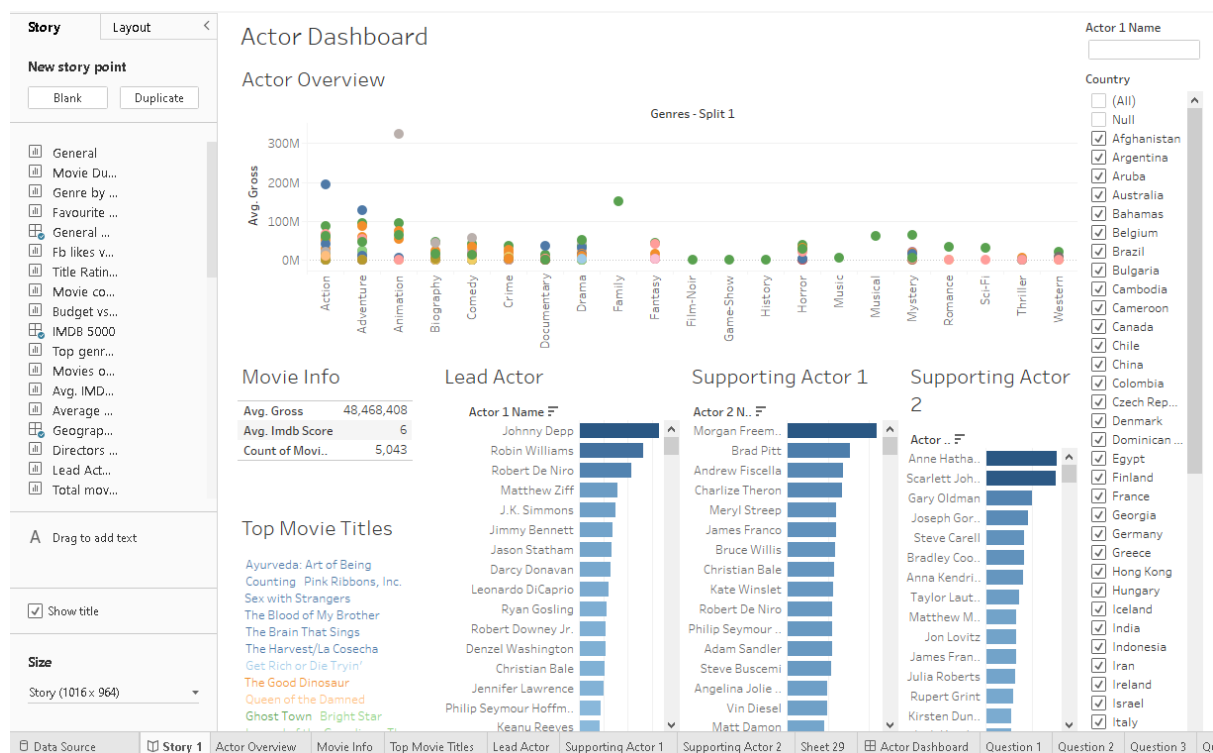 Story
Layout
New story point
Blank
Duplicate
General
Movie Du...
Genre by ...
Favourite ...
General ...
Fb likes v...
Title Ratin...
Movie co...
Budget vs...
IMDB 5000
Top genr...
Movies o...
Avg. IMD...
Average ...
Geograp...
Directors ...
Lead Act...
Total mov...
A Drag to add text
Show title
Size
Story (1016 x 964)
Actor Dashboard
Actor Overview
Genres - Split 1
Avg. Gross
300M
200M
100M
0M
Action
Adventure
Animation
Biography
Comedy
Crime
Documentary
Drama
Family
Fantasy
Film-Noir
Game-Show
History
Horror
Music
Musical
Mystery
Romance
Sci-Fi
Thriller
Western
Movie Info
Avg. Gross 48,468,408
Avg. Imdb Score 6
Count of Movi.. 5,043
Top Movie Titles
Ayurveda: Art of Being
Counting Pink Ribbons, Inc.
Sex with Strangers
The Blood of My Brother
The Brain That Sings
The Harvest/La Cosecha
Get Rich or Die Tryin'
The Good Dinosaur
Queen of the Damned
Ghost Town Bright Star
Lead Actor
Actor 1 Name
Johnny Depp
Robin Williams
Robert De Niro
Matthew Ziff
J.K. Simmons
Jimmy Bennett
Jason Statham
Darcy Donavan
Leonardo DiCaprio
Ryan Gosling
Robert Downey Jr.
Denzel Washington
Christian Bale
Jennifer Lawrence
Philip Seymour Hoffm..
Keanu Reeves
Supporting Actor 1
Actor 2 N..
Morgan Freem..
Brad Pitt
Andrew Fiscella
Charlize Theron
Meryl Streep
James Franco
Bruce Willis
Christian Bale
Kate Winslet
Robert De Niro
Philip Seymour ..
Adam Sandler
Steve Buscemi
Angelina Jolie ..
Vin Diesel
Matt Damon
Supporting Actor
2
Actor ..
Anne Hatha..
Scarlett Joh..
Gary Oldman
Joseph Gor..
Steve Carell
Bradley Coo..
Anna Kendri..
Taylor Laut..
Matthew M..
Jon Lovitz
James Fran..
Julia Roberts
Rupert Grint
Kirsten Dun..
Actor 1 Name
Country
(All)
Null
Afghanistan
Argentina
Aruba
Australia
Bahamas
Belgium
Brazil
Bulgaria
Cambodia
Cameroon
Canada
Chile
China
Colombia
Czech Rep...
Denmark
Dominican ...
Egypt
Finland
France
Georgia
Germany
Greece
Hong Kong
Hungary
Iceland
India
Indonesia
Iran
Ireland
Israel
Italy
Data Source
Story 1
Actor Overview
Movie Info
Top Movie Titles
Lead Actor
Supporting Actor 1
Supporting Actor 2
Sheet 29
Actor Dashboard
Question 1
Question 2
Question 3